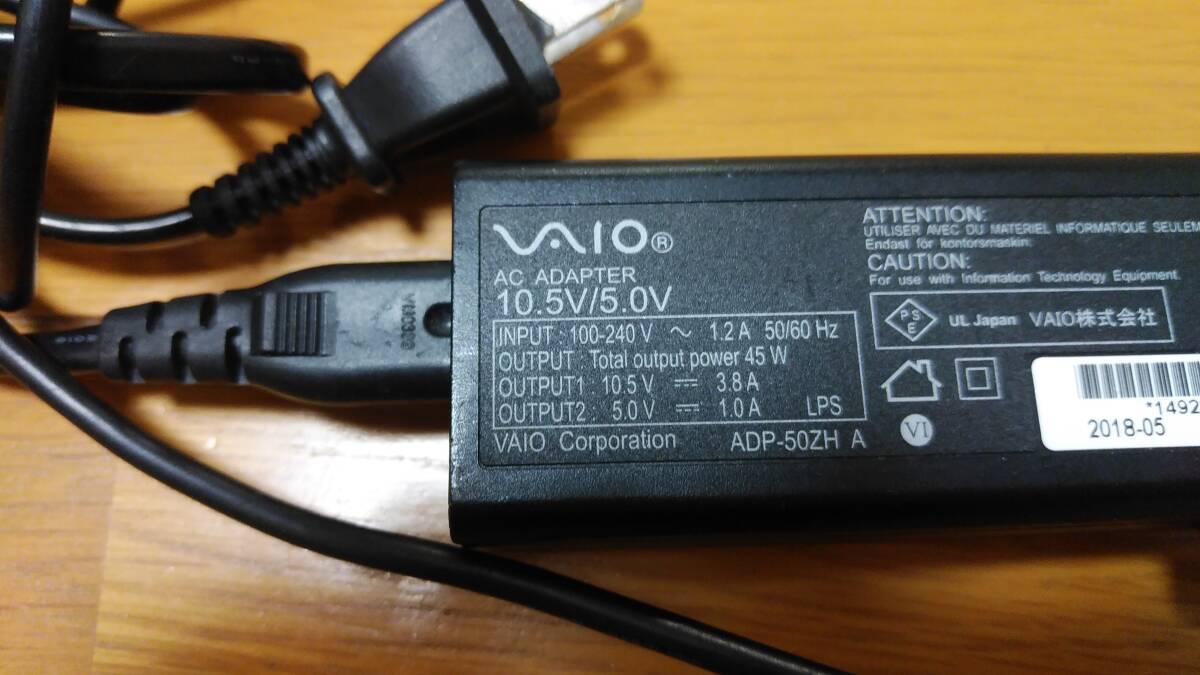 VAIO®
AC ADAPTER
10.5V/5.0V
INPUT : 100-240 V ～ 1.2 A 50/60 Hz
OUTPUT : Total output power 45 W
OUTPUT1 : 10.5 V ⎓ 3.8 A
OUTPUT2 : 5.0 V ⎓ 1.0 A LPS
VAIO Corporation ADP-50ZH A
ATTENTION:
UTILISER AVEC DU MATERIEL INFORMATIQUE SEULEM
Endast för kontorsmaskin:
CAUTION:
For use with Information Technology Equipment.
PSE UL Japan VAIO株式会社
VI
*1492
2018-05